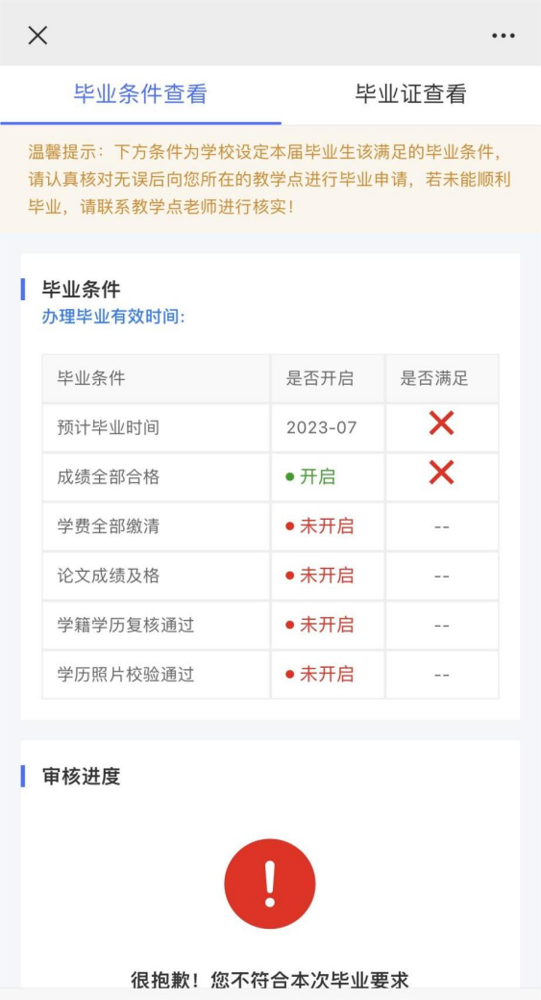 毕业条件查看 毕业证查看
温馨提示：下方条件为学校设定本届毕业生该满足的毕业条件，
请认真核对无误后向您所在的教学点进行毕业申请，若未能顺利
毕业，请联系教学点老师进行核实！
毕业条件
办理毕业有效时间:
毕业条件 是否开启 是否满足
预计毕业时间 2023-07
成绩全部合格 开启
学费全部缴清 未开启 --
论文成绩及格 未开启 --
学籍学历复核通过 未开启 --
学历照片校验通过 未开启 --
审核进度
很抱歉！您不符合本次毕业要求